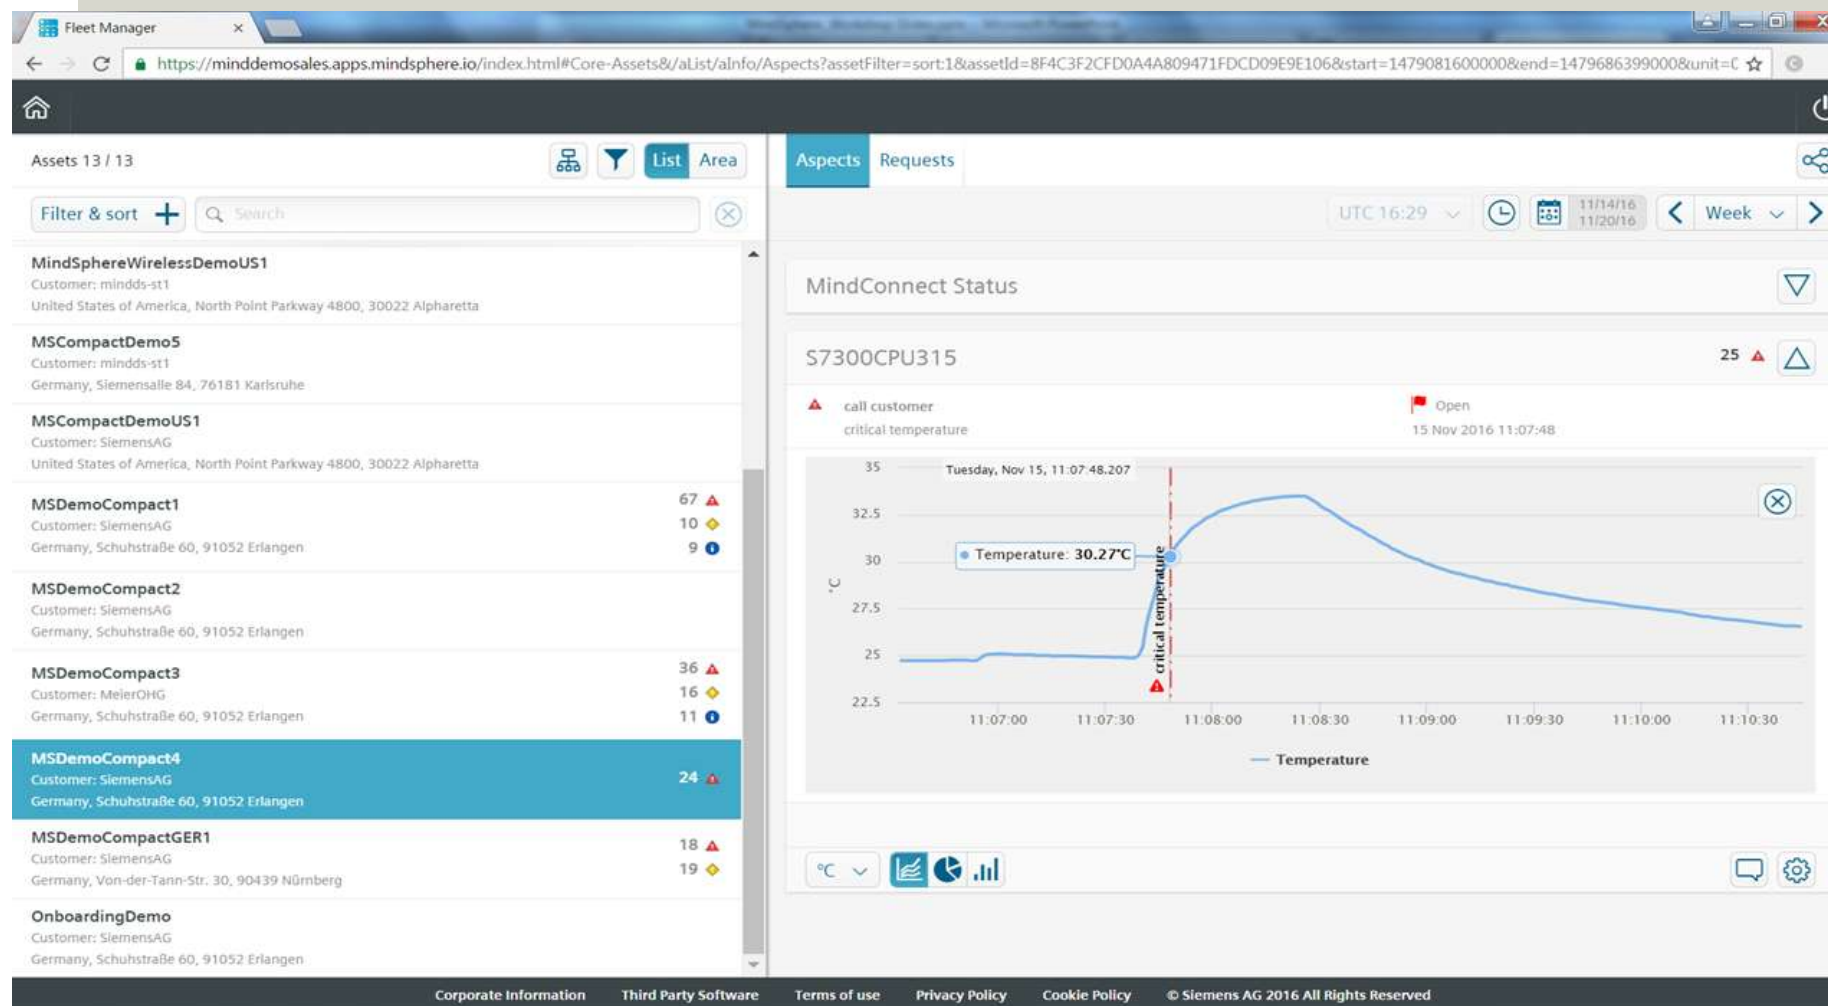 Fleet Manager
https://minddemosales.apps.mindsphere.io/index.html#Core-Assets&/aList/aInfo/Aspects?assetFilter=sort:1&assetId=8F4C3F2CFD0A4A809471FDCD09E9E106&start=1479081600000&end=1479686399000&unit=C
Assets 13 / 13
List
Area
Filter & sort
Search
MindSphereWirelessDemoUS1
Customer: mindds-st1
United States of America, North Point Parkway 4800, 30022 Alpharetta
MSCompactDemo5
Customer: mindds-st1
Germany, Siemensalle 84, 76181 Karlsruhe
MSCompactDemoUS1
Customer: SiemensAG
United States of America, North Point Parkway 4800, 30022 Alpharetta
MSDemoCompact1
Customer: SiemensAG
Germany, Schuhstraße 60, 91052 Erlangen
67
10
9
MSDemoCompact2
Customer: SiemensAG
Germany, Schuhstraße 60, 91052 Erlangen
MSDemoCompact3
Customer: MeierOHG
Germany, Schuhstraße 60, 91052 Erlangen
36
16
11
MSDemoCompact4
Customer: SiemensAG
Germany, Schuhstraße 60, 91052 Erlangen
24
MSDemoCompactGER1
Customer: SiemensAG
Germany, Von-der-Tann-Str. 30, 90439 Nürnberg
18
19
OnboardingDemo
Customer: SiemensAG
Germany, Schuhstraße 60, 91052 Erlangen
Aspects
Requests
UTC 16:29
11/14/16
11/20/16
Week
MindConnect Status
S7300CPU315
25
call customer
critical temperature
Open
15 Nov 2016 11:07:48
Tuesday, Nov 15, 11:07:48.207
Temperature: 30.27°C
critical temperature
°C
35
32.5
30
27.5
25
22.5
11:07:00
11:07:30
11:08:00
11:08:30
11:09:00
11:09:30
11:10:00
11:10:30
Temperature
°C
Corporate Information
Third Party Software
Terms of use
Privacy Policy
Cookie Policy
© Siemens AG 2016 All Rights Reserved